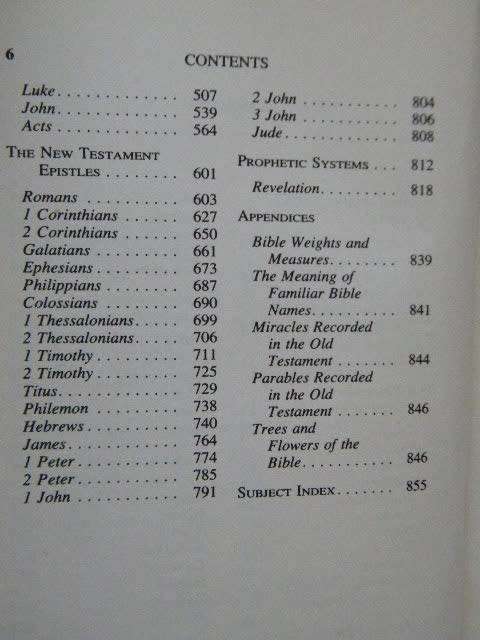 6
CONTENTS
Luke . . . . . . . . . . . . . 507
John . . . . . . . . . . . . . 539
Acts . . . . . . . . . . . . . 564
THE NEW TESTAMENT
EPISTLES . . . . . . . . 601
Romans . . . . . . . . . . . 603
1 Corinthians . . . . . . . 627
2 Corinthians . . . . . . . 650
Galatians . . . . . . . . . . 661
Ephesians . . . . . . . . . . 673
Philippians . . . . . . . . . 687
Colossians . . . . . . . . . 690
1 Thessalonians . . . . . 699
2 Thessalonians . . . . . 706
1 Timothy . . . . . . . . . . 711
2 Timothy . . . . . . . . . . 725
Titus . . . . . . . . . . . . . 729
Philemon . . . . . . . . . . 738
Hebrews . . . . . . . . . . . 740
James . . . . . . . . . . . . 764
1 Peter . . . . . . . . . . . 774
2 Peter . . . . . . . . . . . 785
1 John . . . . . . . . . . . 791
2 John . . . . . . . . . . . 804
3 John . . . . . . . . . . . 806
Jude . . . . . . . . . . . . . 808
PROPHETIC SYSTEMS . . . 812
Revelation . . . . . . . . . 818
APPENDICES
Bible Weights and
Measures . . . . . . . . . 839
The Meaning of
Familiar Bible
Names . . . . . . . . . . . 841
Miracles Recorded
in the Old
Testament . . . . . . . . 844
Parables Recorded
in the Old
Testament . . . . . . . . 846
Trees and
Flowers of the
Bible . . . . . . . . . . . . 846
SUBJECT INDEX . . . . . . . 855